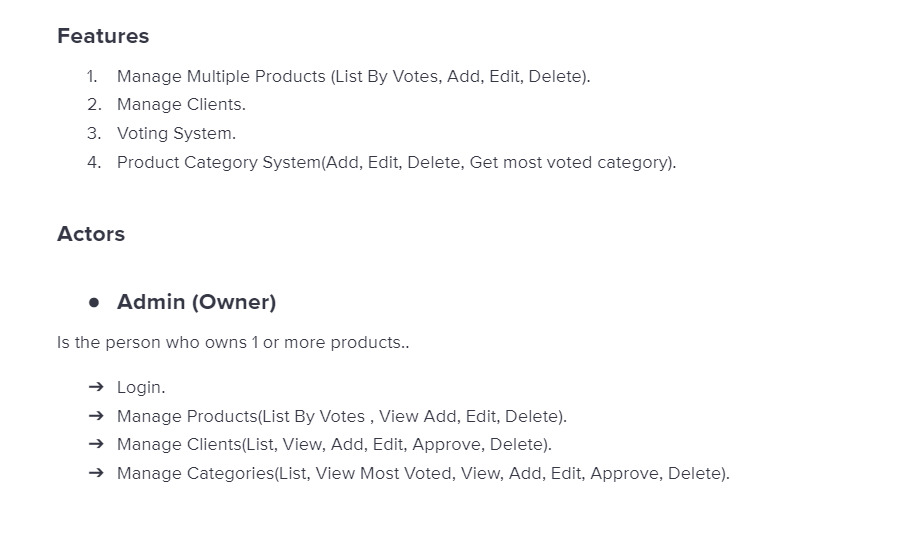 Features
1. Manage Multiple Products (List By Votes, Add, Edit, Delete).
2. Manage Clients.
3. Voting System.
4. Product Category System(Add, Edit, Delete, Get most voted category).
Actors
● Admin (Owner)
Is the person who owns 1 or more products..
➔ Login.
➔ Manage Products(List By Votes , View Add, Edit, Delete).
➔ Manage Clients(List, View, Add, Edit, Approve, Delete).
➔ Manage Categories(List, View Most Voted, View, Add, Edit, Approve, Delete).